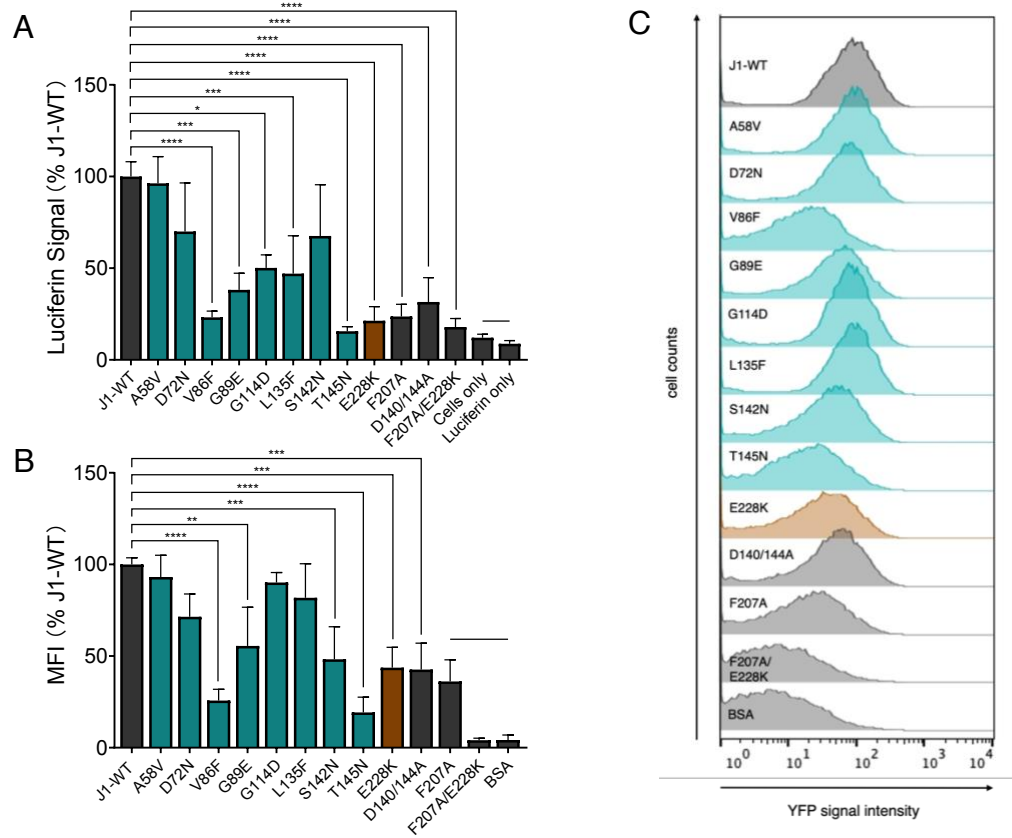 A
Luciferin Signal (% J1-WT)
150
100
50
0
****
****
****
****
****
***
*
***
****
J1-WT
A58V
D72N
V86F
G89E
G114D
L135F
S142N
T145N
E228K
F207A
D140/144A
F207A/E228K
Cells only
Luciferin only
B
MFI (% J1-WT)
150
100
50
0
***
***
****
***
**
****
J1-WT
A58V
D72N
V86F
G89E
G114D
L135F
S142N
T145N
E228K
D140/144A
F207A
F207A/E228K
BSA
C
cell counts
J1-WT
A58V
D72N
V86F
G89E
G114D
L135F
S142N
T145N
E228K
D140/144A
F207A
F207A/
E228K
BSA
10⁰ 10¹ 10² 10³ 10⁴
YFP signal intensity